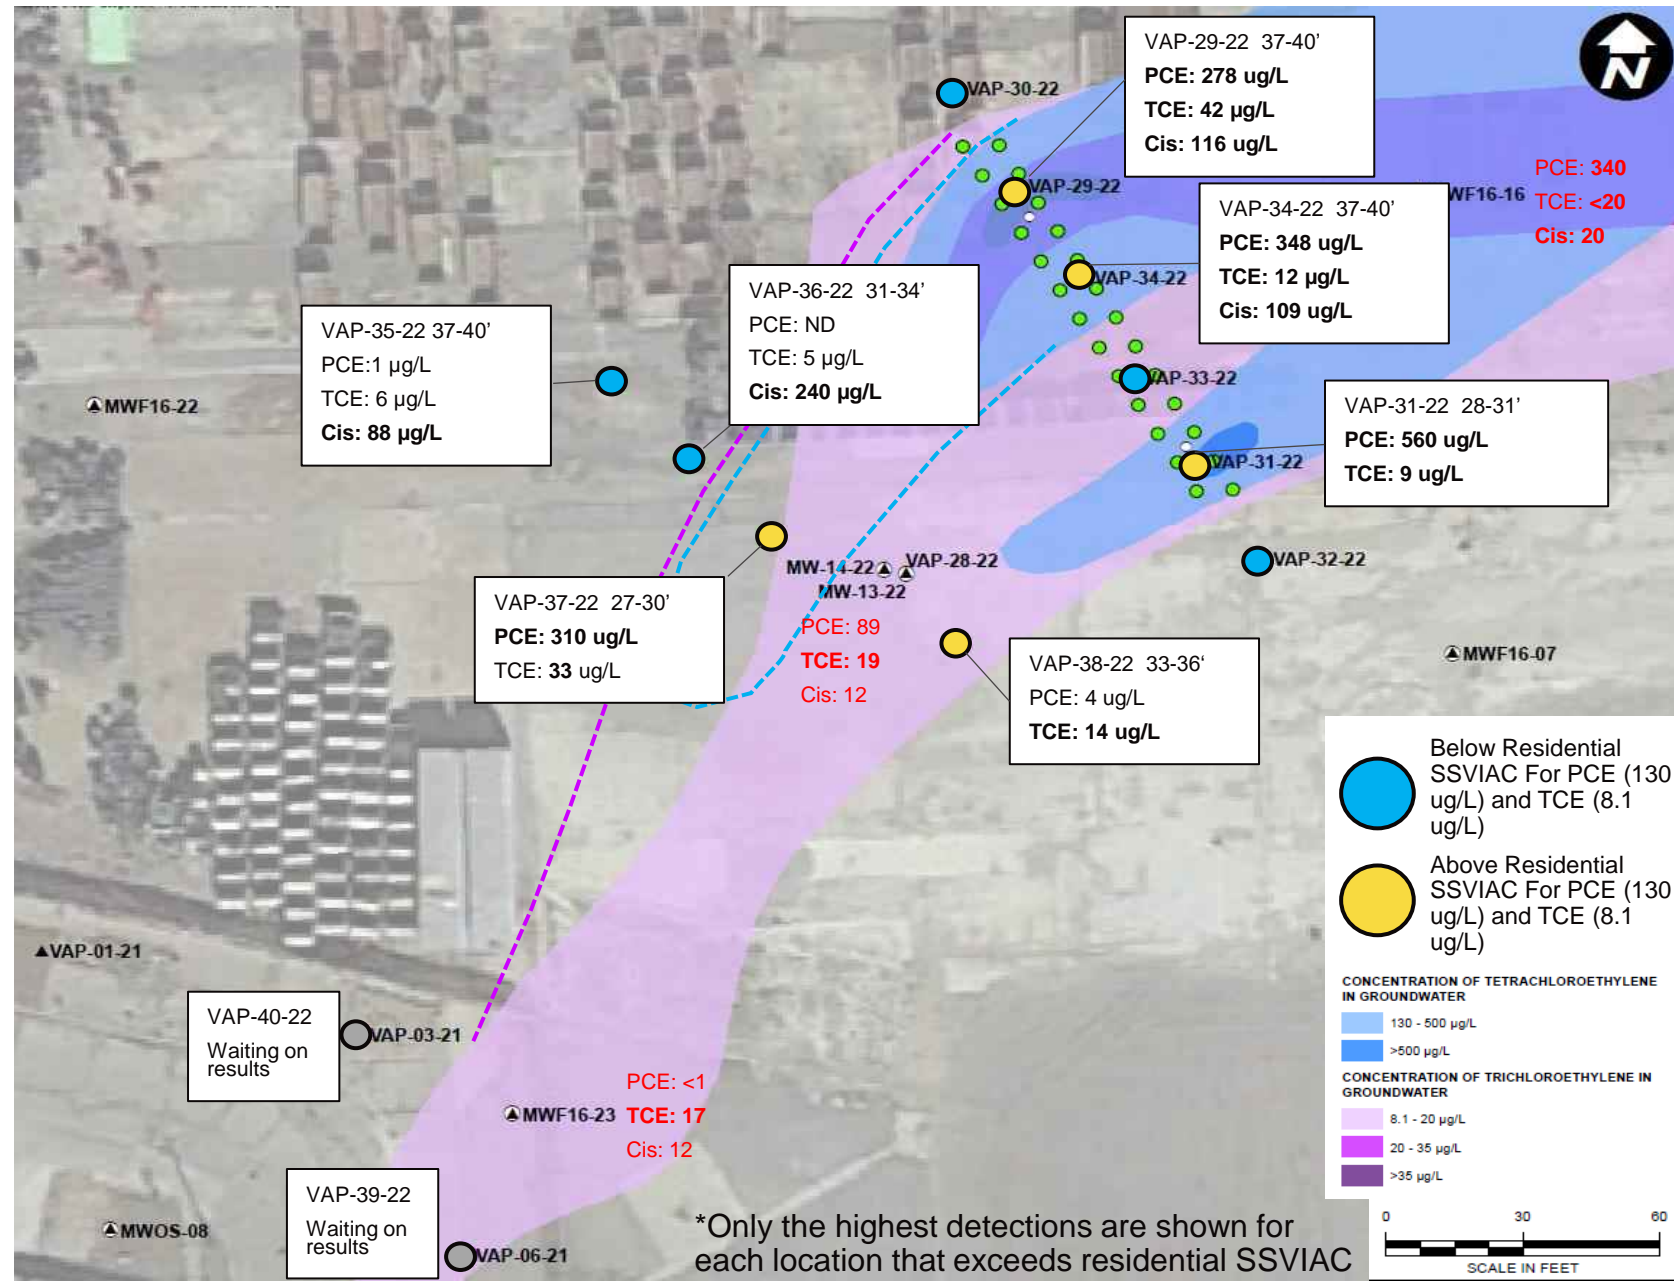 N
VAP-30-22
VAP-29-22 37-40’
PCE: 278 ug/L
TCE: 42 µg/L
Cis: 116 ug/L
VAP-29-22
PCE: 340
TCE: <20
Cis: 20
WF16-16
VAP-34-22 37-40’
PCE: 348 ug/L
TCE: 12 µg/L
Cis: 109 ug/L
VAP-34-22
VAP-36-22 31-34’
PCE: ND
TCE: 5 µg/L
Cis: 240 µg/L
VAP-35-22 37-40’
PCE:1 µg/L
TCE: 6 µg/L
Cis: 88 µg/L
MWF16-22
VAP-33-22
VAP-31-22 28-31’
PCE: 560 ug/L
TCE: 9 ug/L
VAP-31-22
VAP-32-22
MW-14-22
VAP-28-22
MW-13-22
VAP-37-22 27-30’
PCE: 310 ug/L
TCE: 33 ug/L
PCE: 89
TCE: 19
Cis: 12
VAP-38-22 33-36‘
PCE: 4 ug/L
TCE: 14 ug/L
MWF16-07
Below Residential
SSVIAC For PCE (130
ug/L) and TCE (8.1
ug/L)
Above Residential
SSVIAC For PCE (130
ug/L) and TCE (8.1
ug/L)
CONCENTRATION OF TETRACHLOROETHYLENE
IN GROUNDWATER
130 - 500 µg/L
>500 µg/L
CONCENTRATION OF TRICHLOROETHYLENE IN
GROUNDWATER
8.1 - 20 µg/L
20 - 35 µg/L
>35 µg/L
VAP-01-21
VAP-40-22
Waiting on
results
VAP-03-21
PCE: <1
TCE: 17
Cis: 12
MWF16-23
VAP-39-22
Waiting on
results
MWOS-08
VAP-06-21
*Only the highest detections are shown for
each location that exceeds residential SSVIAC
0 30 60
SCALE IN FEET